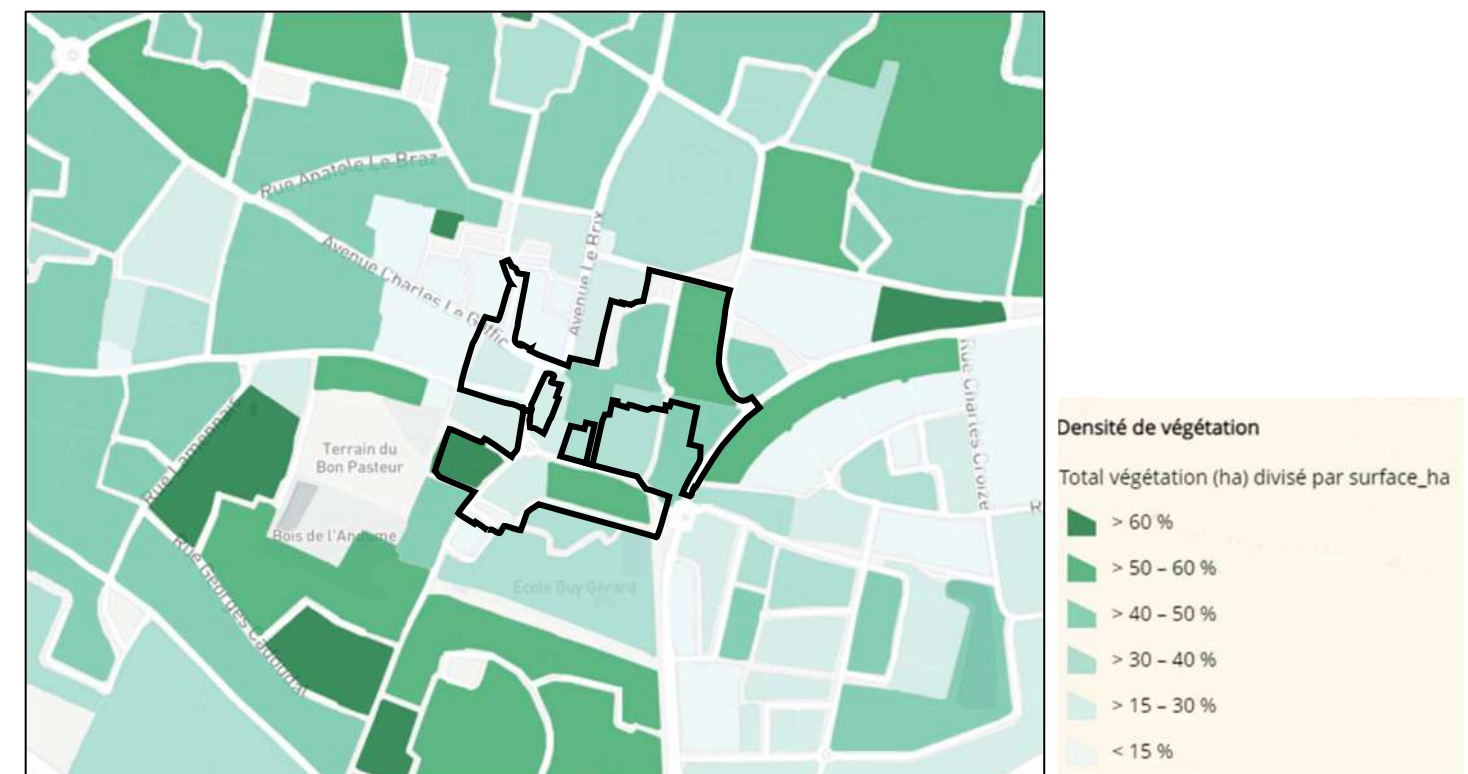 Rue Anatole Le Braz
Avenue Charles Le Goffic
Avenue Le Brix
Rue Charles Croizé
Rue Lamennais
Terrain du
Bon Pasteur
Bois de l'Andume
Rue Georges Cadoudal
École Guy Gérard
R
Densité de végétation
Total végétation (ha) divisé par surface_ha
> 60 %
> 50 – 60 %
> 40 – 50 %
> 30 – 40 %
> 15 – 30 %
< 15 %